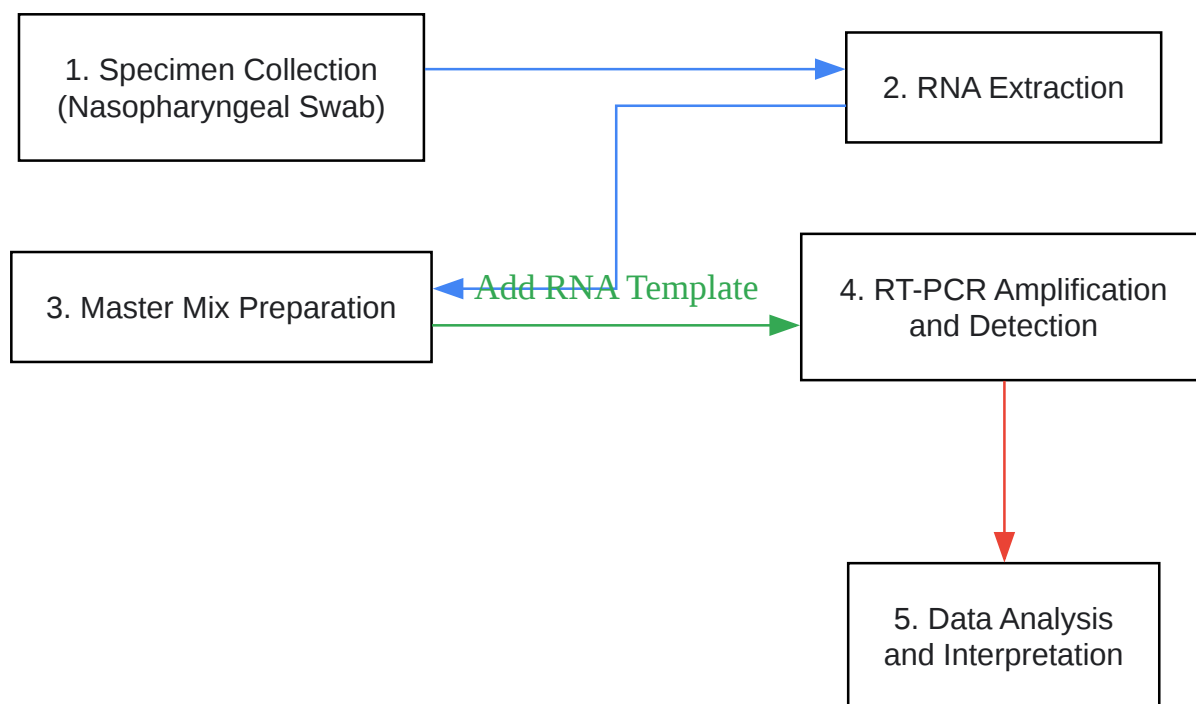 1. Specimen Collection
(Nasopharyngeal Swab)
2. RNA Extraction
3. Master Mix Preparation
Add RNA Template
4. RT-PCR Amplification
and Detection
5. Data Analysis
and Interpretation